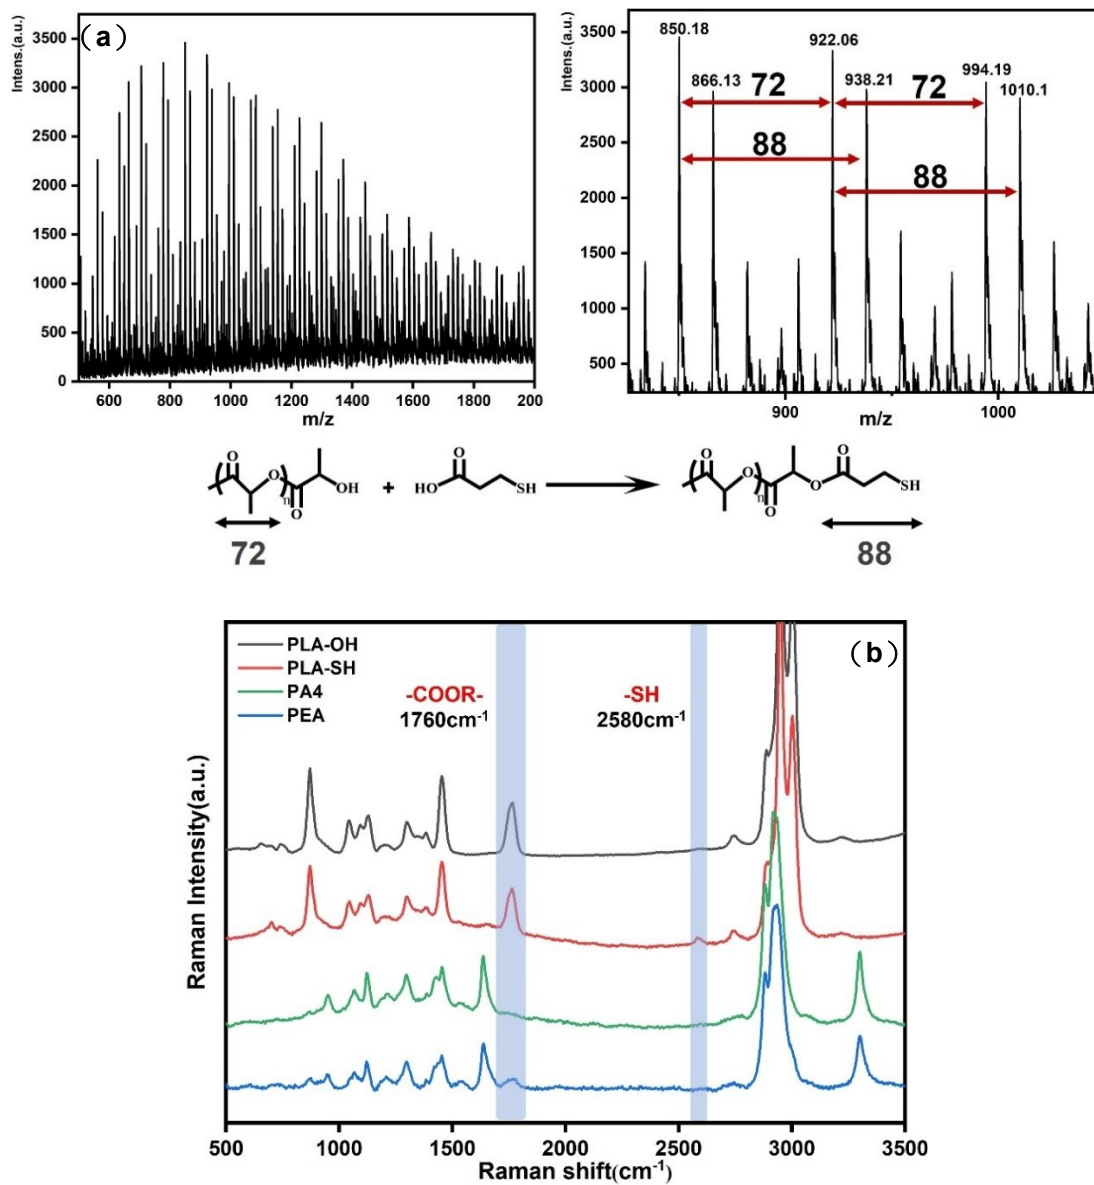 (a)
Intens.(a.u.)
3500
3000
2500
2000
1500
1000
500
0
600
800
1000
1200
1400
1600
1800
200
m/z
Intens.(a.u.)
3500
3000
2500
2000
1500
1000
500
850.18
922.06
866.13
938.21
994.19
1010.1
72
72
88
88
900
1000
m/z
O
O
n
O
OH
+
O
HO
SH
O
O
n
O
O
O
SH
72
88
(b)
PLA-OH
PLA-SH
PA4
PEA
-COOR-
1760cm⁻¹
-SH
2580cm⁻¹
Raman Intensity(a.u.)
500
1000
1500
2000
2500
3000
3500
Raman shift(cm⁻¹)